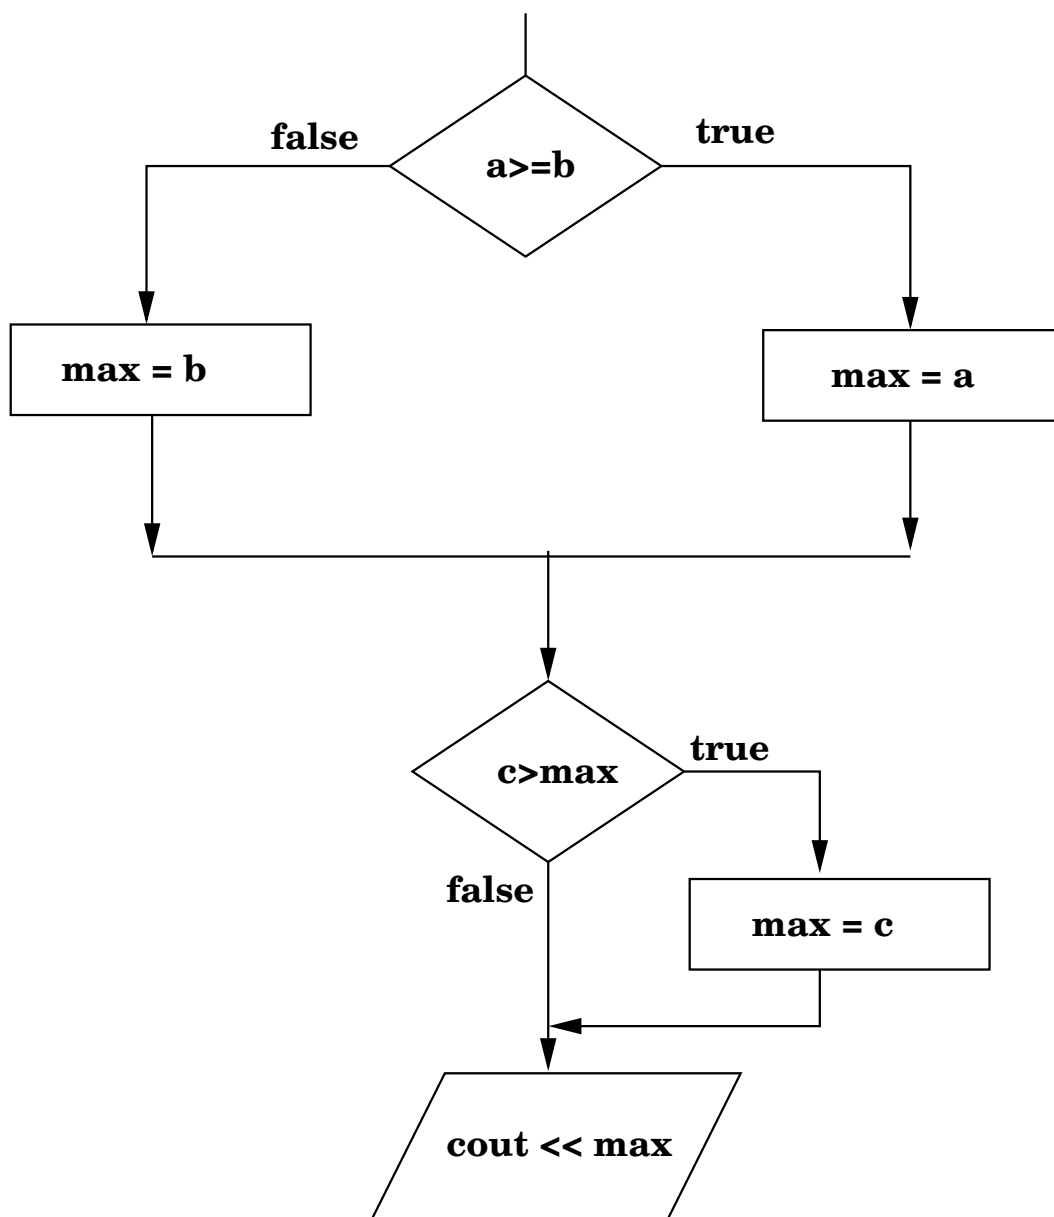 false
true
a>=b
max = b
max = a
c>max
true
false
max = c
cout << max